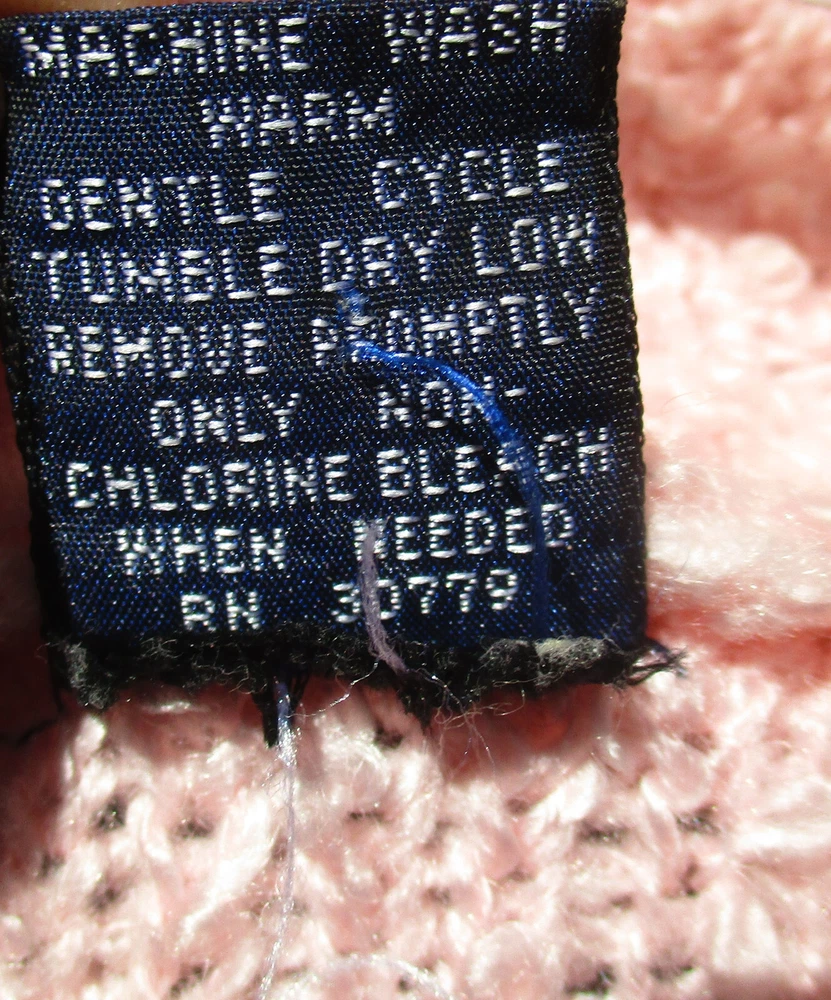 MACHINE WASH
WARM
GENTLE CYCLE
TUMBLE DRY LOW
REMOVE PROMPTLY
ONLY NON-
CHLORINE BLEACH
WHEN NEEDED
RN 30779